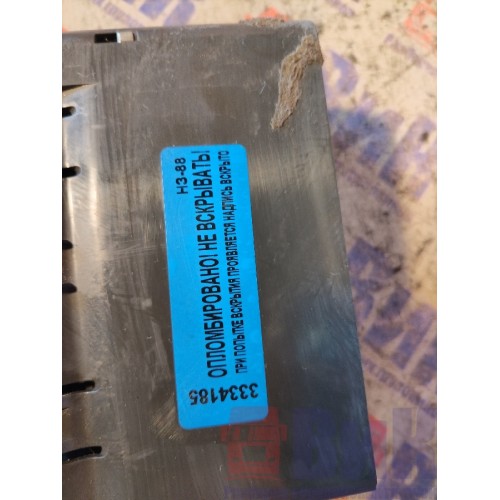 НЗ-88
ОПЛОМБИРОВАНО! НЕ ВСКРЫВАТЬ!
ПРИ ПОПЫТКЕ ВСКРЫТИЯ ПРОЯВЛЯЕТСЯ НАДПИСЬ ВСКРЫТО
3334185